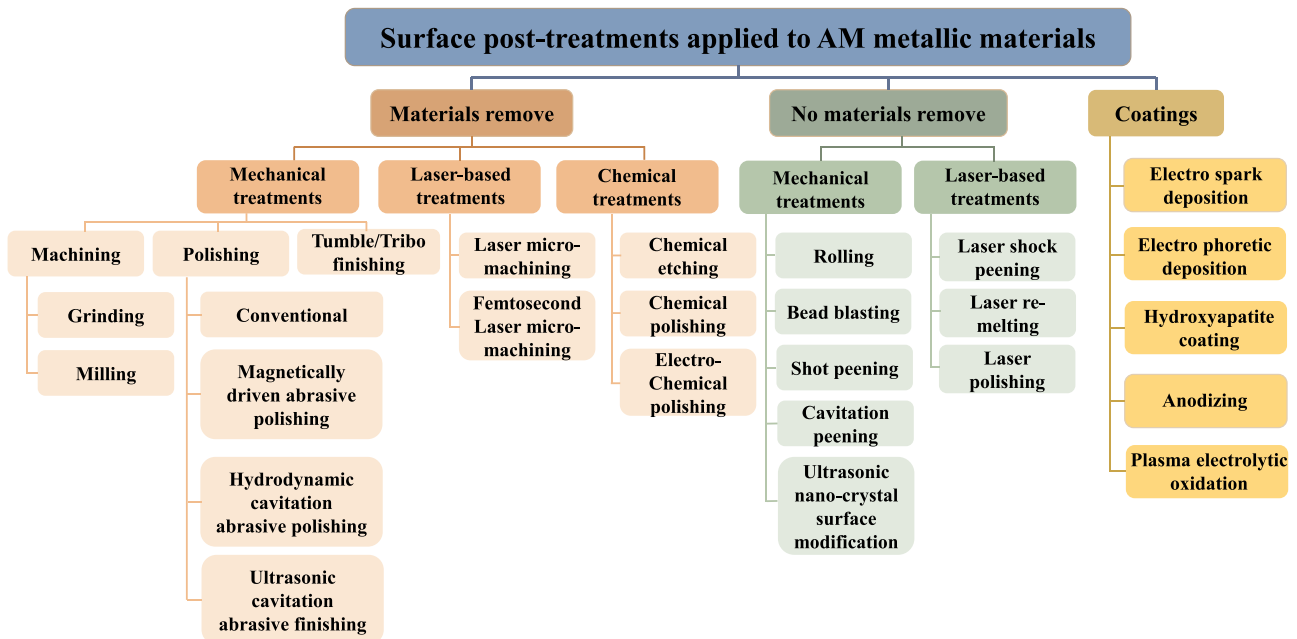 Surface post-treatments applied to AM metallic materials
Materials remove
No materials remove
Coatings
Mechanical
treatments
Laser-based
treatments
Chemical
treatments
Mechanical
treatments
Laser-based
treatments
Machining
Polishing
Tumble/Tribo
finishing
Grinding
Milling
Conventional
Magnetically
driven abrasive
polishing
Hydrodynamic
cavitation
abrasive polishing
Ultrasonic
cavitation
abrasive finishing
Laser micro-
machining
Femtosecond
Laser micro-
machining
Chemical
etching
Chemical
polishing
Electro-
Chemical
polishing
Rolling
Bead blasting
Shot peening
Cavitation
peening
Ultrasonic
nano-crystal
surface
modification
Laser shock
peening
Laser re-
melting
Laser
polishing
Electro spark
deposition
Electro phoretic
deposition
Hydroxyapatite
coating
Anodizing
Plasma electrolytic
oxidation